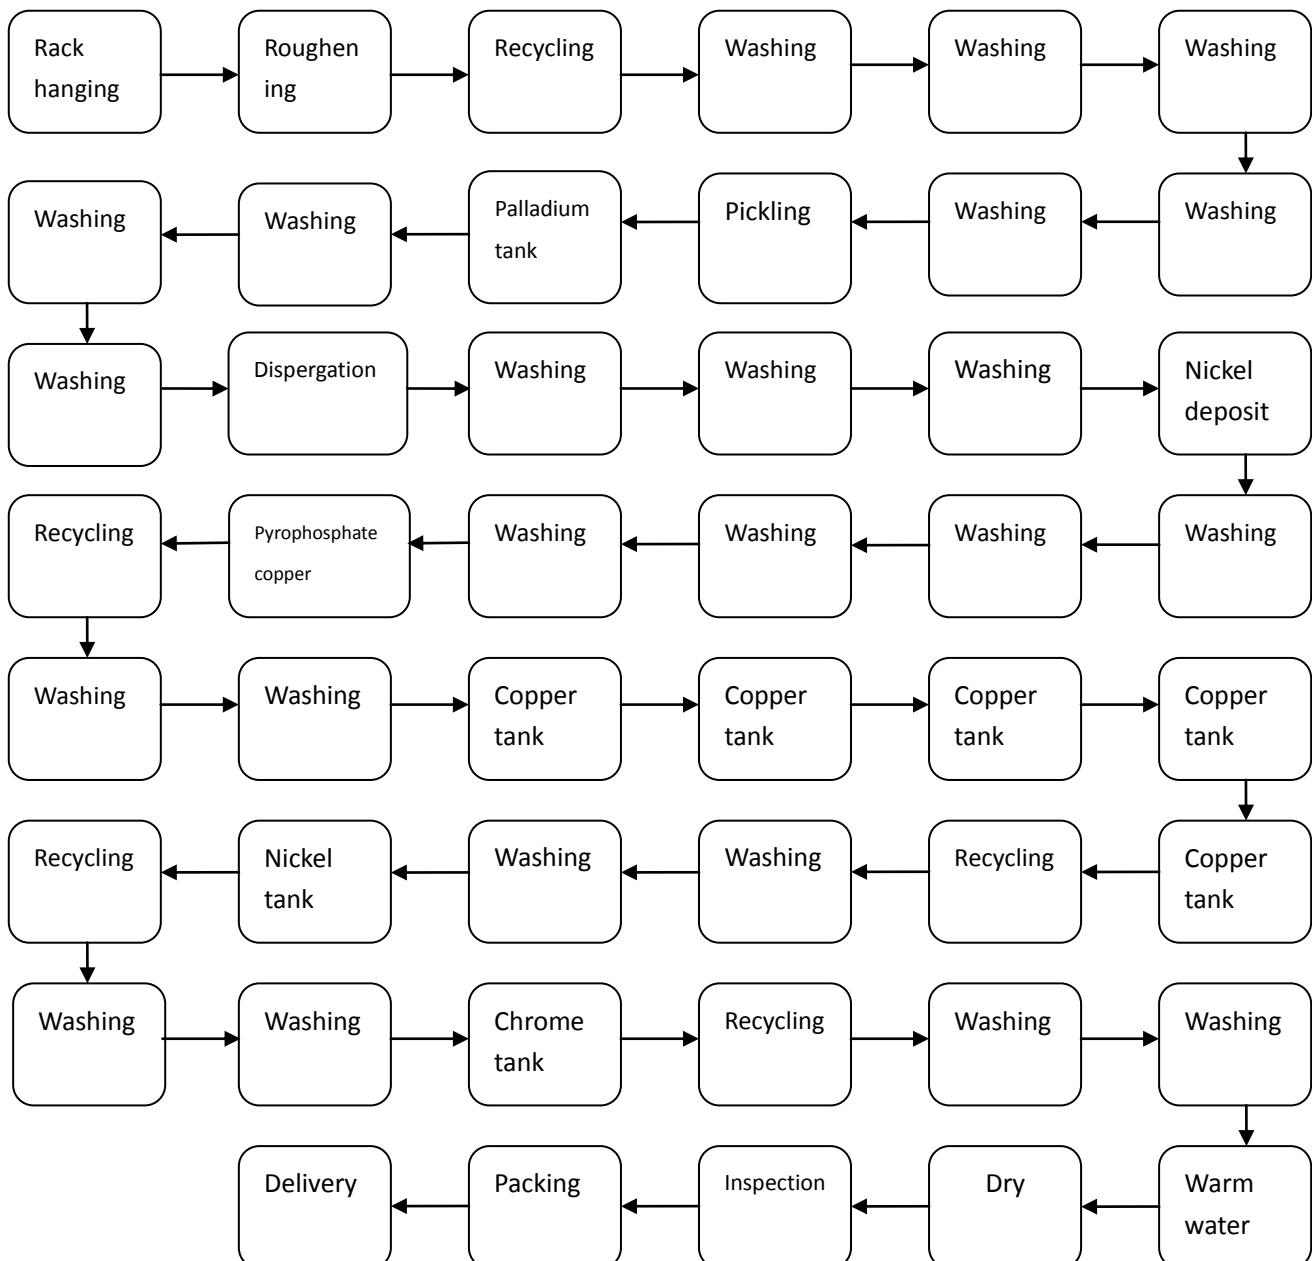 Rack
hanging
Roughen
ing
Recycling
Washing
Washing
Washing
Washing
Washing
Palladium
tank
Pickling
Washing
Washing
Washing
Dispergation
Washing
Washing
Washing
Nickel
deposit
Recycling
Pyrophosphate
copper
Washing
Washing
Washing
Washing
Washing
Washing
Copper
tank
Copper
tank
Copper
tank
Copper
tank
Recycling
Nickel
tank
Washing
Washing
Recycling
Copper
tank
Washing
Washing
Chrome
tank
Recycling
Washing
Washing
Delivery
Packing
Inspection
Dry
Warm
water